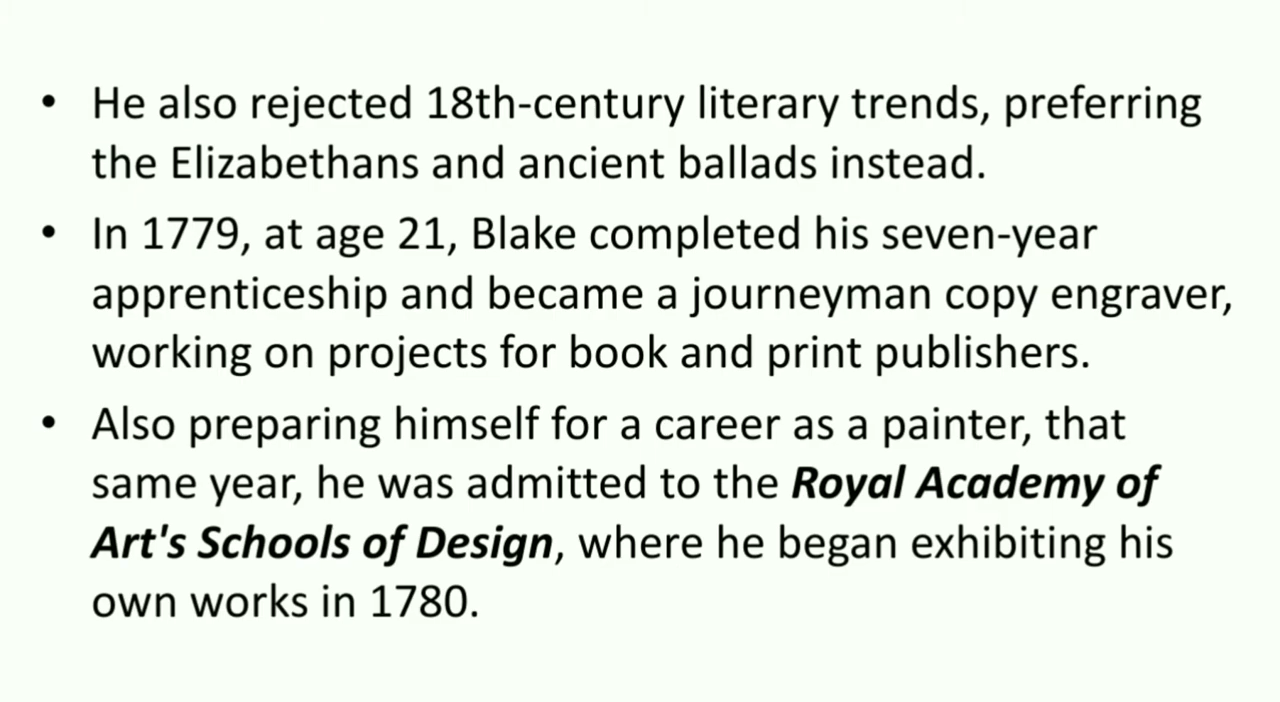 • He also rejected 18th-century literary trends, preferring
the Elizabethans and ancient ballads instead.
• In 1779, at age 21, Blake completed his seven-year
apprenticeship and became a journeyman copy engraver,
working on projects for book and print publishers.
• Also preparing himself for a career as a painter, that
same year, he was admitted to the Royal Academy of
Art's Schools of Design, where he began exhibiting his
own works in 1780.